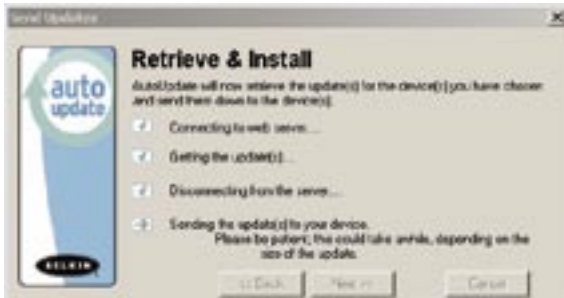 Send Updates
auto
update
BELKIN
Retrieve & Install
AutoUpdate will now retrieve the update(s) for the device(s) you have chosen
and send them down to the device(s).
Connecting to web server...
Getting the update(s)...
Disconnecting from the server...
Sending the update(s) to your device.
Please be patient, this could take awhile, depending on the
size of the update.
<< Back
Next >>
Cancel